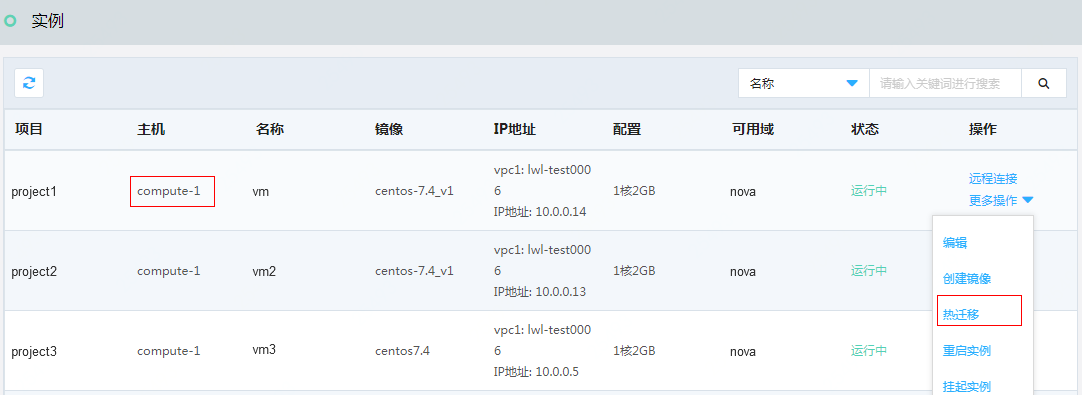 实例
名称 请输入关键词进行搜索
项目 主机 名称 镜像 IP地址 配置 可用域 状态 操作
project1 compute-1 vm centos-7.4_v1 vpc1: lwl-test000
6
IP地址: 10.0.0.14 1核2GB nova 运行中 远程连接
更多操作
编辑
创建镜像
热迁移
重启实例
挂起实例
project2 compute-1 vm2 centos-7.4_v1 vpc1: lwl-test000
6
IP地址: 10.0.0.13 1核2GB nova 运行中
project3 compute-1 vm3 centos7.4 vpc1: lwl-test000
6
IP地址: 10.0.0.5 1核2GB nova 运行中